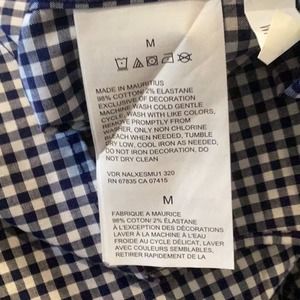 M
MADE IN MAURITIUS
98% COTTON/ 2% ELASTANE
EXCLUSIVE OF DECORATION
MACHINE WASH COLD GENTLE
CYCLE, WASH WITH LIKE COLORS,
REMOVE PROMPTLY FROM
WASHER, ONLY NON CHLORINE
BLEACH WHEN NEEDED, TUMBLE
DRY LOW, COOL IRON AS NEEDED,
DO NOT IRON DECORATION. DO
NOT DRY CLEAN
VDR NALXESMU1 320
RN 67835 CA 07415
M
FABRIQUE A MAURICE
98% COTTON/ 2% ELASTANE
À L'EXCEPTION DES DÉCORATIONS
LAVER À LA MACHINE À L'EAU
FROIDE AU CYCLE DÉLICAT, LAVER
AVEC COULEURS SEMBLABLES,
RETIRER RAPIDEMENT DE LA